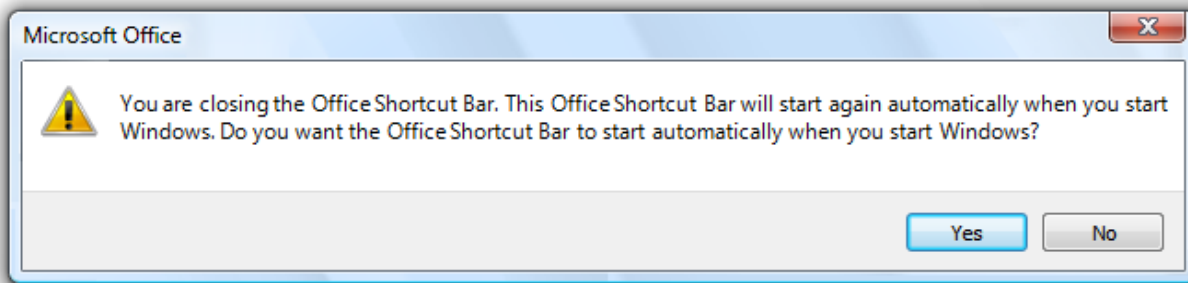 Microsoft Office
You are closing the Office Shortcut Bar. This Office Shortcut Bar will start again automatically when you start
Windows. Do you want the Office Shortcut Bar to start automatically when you start Windows?
Yes
No